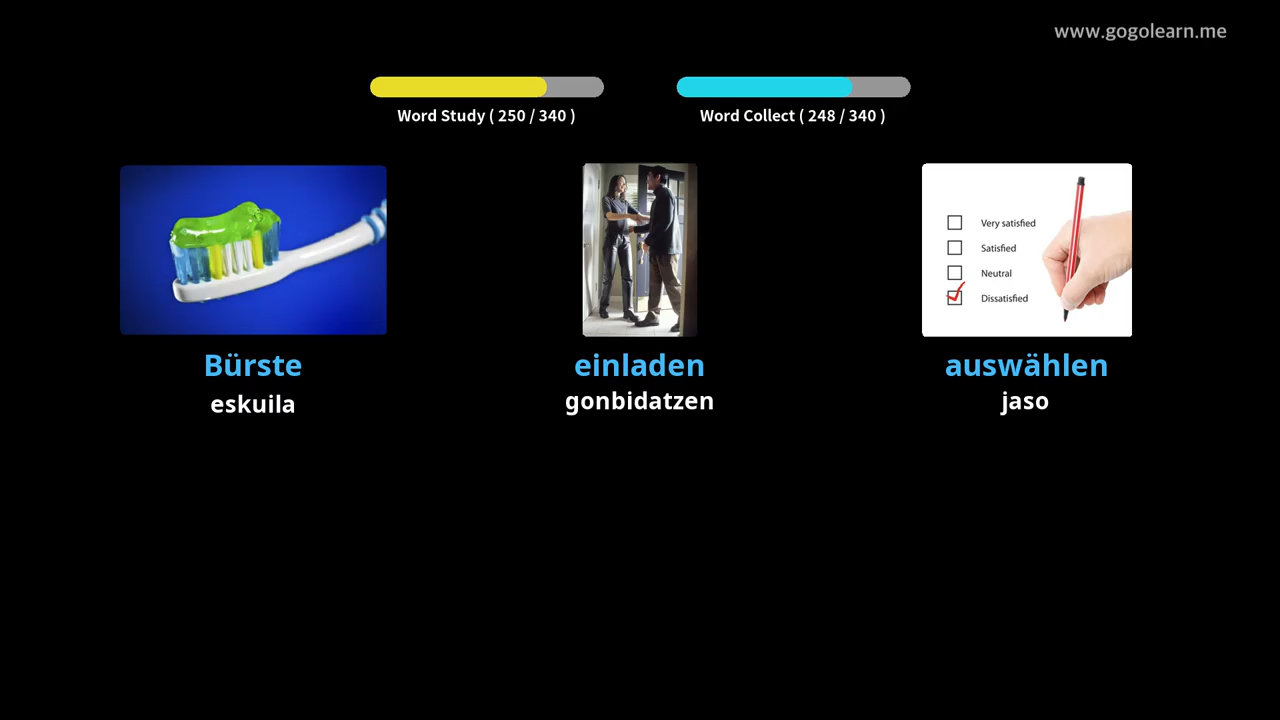 www.gogolearn.me
Word Study ( 250 / 340 )
Word Collect ( 248 / 340 )
Very satisfied
Satisfied
Neutral
Dissatisfied
Bürste
einladen
auswählen
eskuila
gonbidatzen
jaso